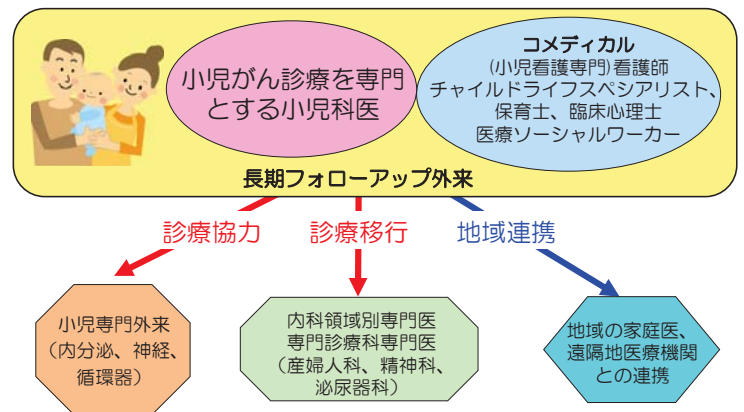 小児がん診療を専門
とする小児科医
コメディカル
(小児看護専門)看護師
チャイルドライフスペシアリスト、
保育士、臨床心理士
医療ソーシャルワーカー
長期フォローアップ外来
診療協力
診療移行
地域連携
小児専門外来
（内分泌、神経、
循環器）
内科領域別専門医
専門診療科専門医
（産婦人科、精神科、
泌尿器科）
地域の家庭医、
遠隔地医療機関
との連携